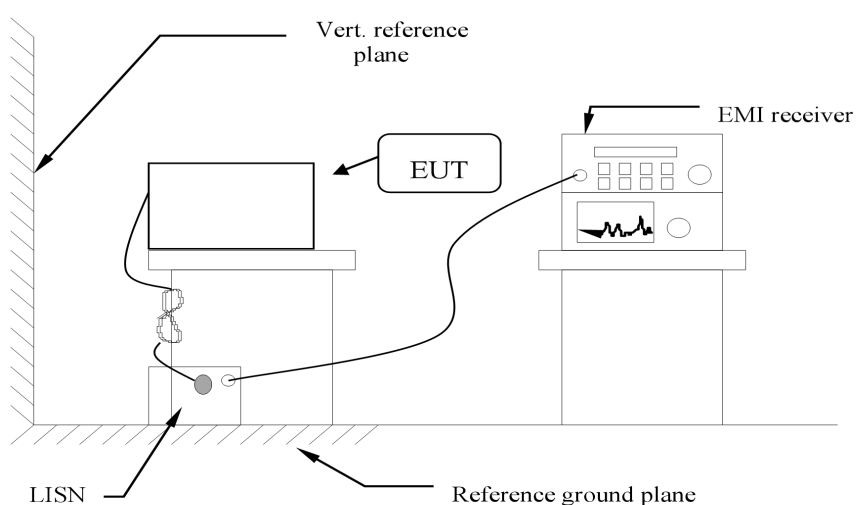 Vert. reference
plane
EMI receiver
EUT
LISN
Reference ground plane